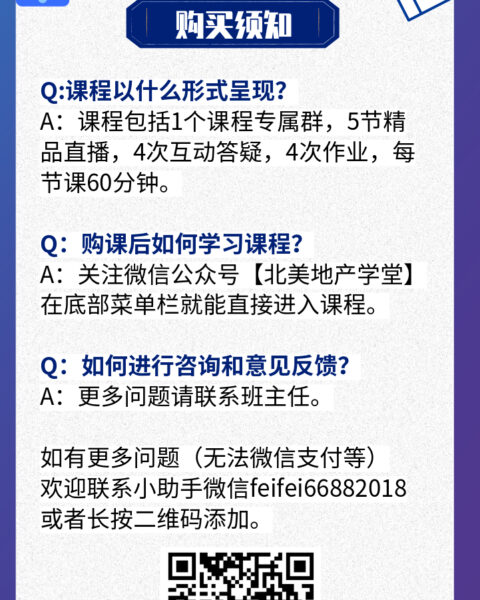 购买须知
Q:课程以什么形式呈现？
A：课程包括1个课程专属群，5节精
品直播，4次互动答疑，4次作业，每
节课60分钟。
Q：购课后如何学习课程？
A：关注微信公众号【北美地产学堂】
在底部菜单栏就能直接进入课程。
Q：如何进行咨询和意见反馈？
A：更多问题请联系班主任。
如有更多问题（无法微信支付等）
欢迎联系小助手微信feifei66882018
或者长按二维码添加。